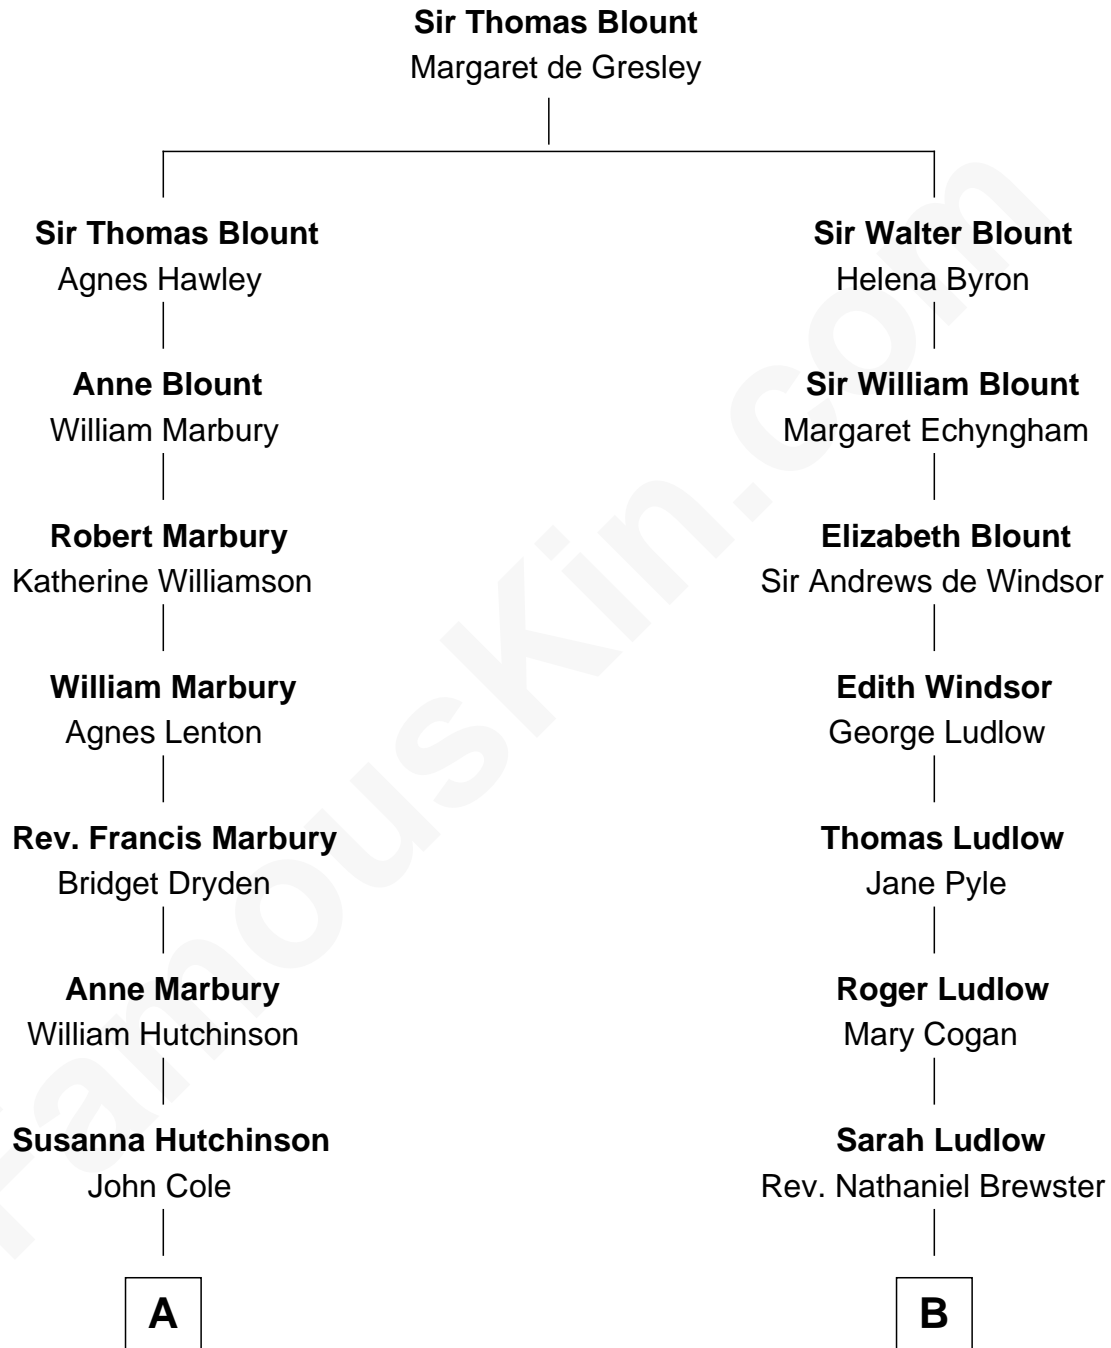 Sir Thomas Blount
Margaret de Gresley
Sir Thomas Blount
Agnes Hawley
Sir Walter Blount
Helena Byron
Anne Blount
William Marbury
Sir William Blount
Margaret Echyngham
Robert Marbury
Katherine Williamson
Elizabeth Blount
Sir Andrews de Windsor
William Marbury
Agnes Lenton
Edith Windsor
George Ludlow
Rev. Francis Marbury
Bridget Dryden
Thomas Ludlow
Jane Pyle
Anne Marbury
William Hutchinson
Roger Ludlow
Mary Cogan
Susanna Hutchinson
John Cole
Sarah Ludlow
Rev. Nathaniel Brewster
A
B
FamousKin.com